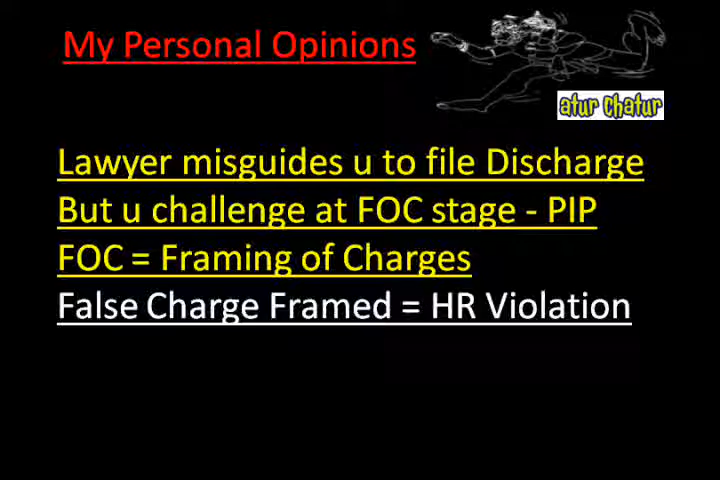 My Personal Opinions
atur chatur
Lawyer misguides u to file Discharge
But u challenge at FOC stage - PIP
FOC = Framing of Charges
False Charge Framed = HR Violation